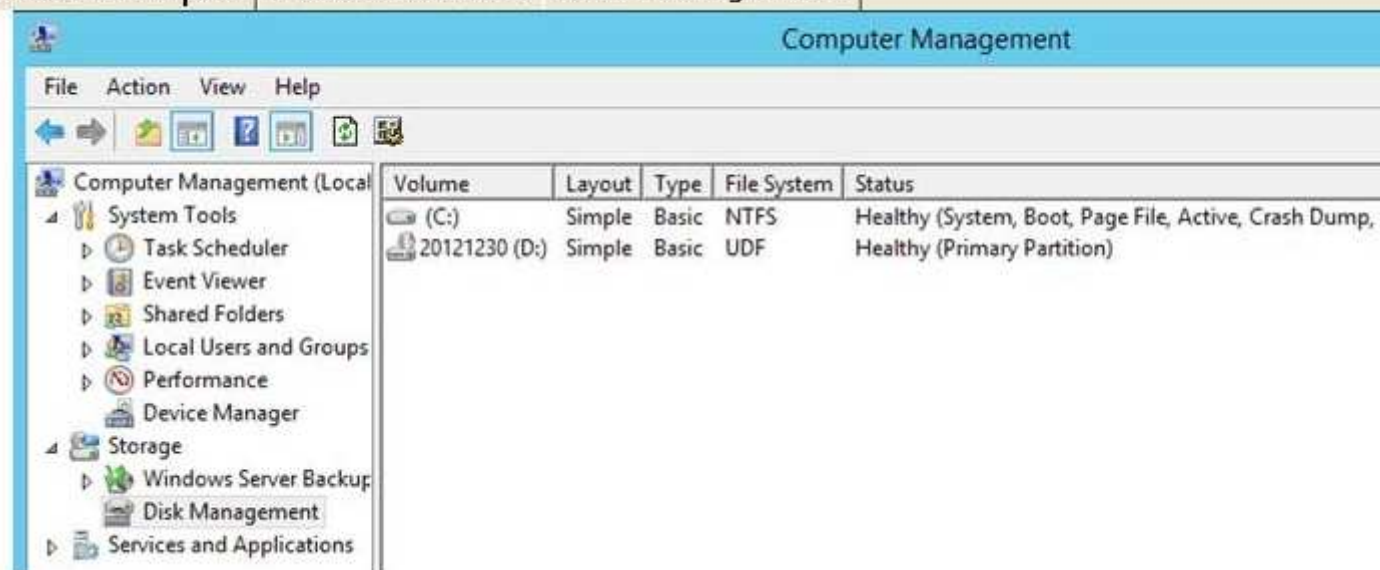 Computer Management
File Action View Help
Computer Management (Local
System Tools
Task Scheduler
Event Viewer
Shared Folders
Local Users and Groups
Performance
Device Manager
Storage
Windows Server Backup
Disk Management
Services and Applications
Volume Layout Type File System Status
(C:) Simple Basic NTFS Healthy (System, Boot, Page File, Active, Crash Dump,
20121230 (D:) Simple Basic UDF Healthy (Primary Partition)